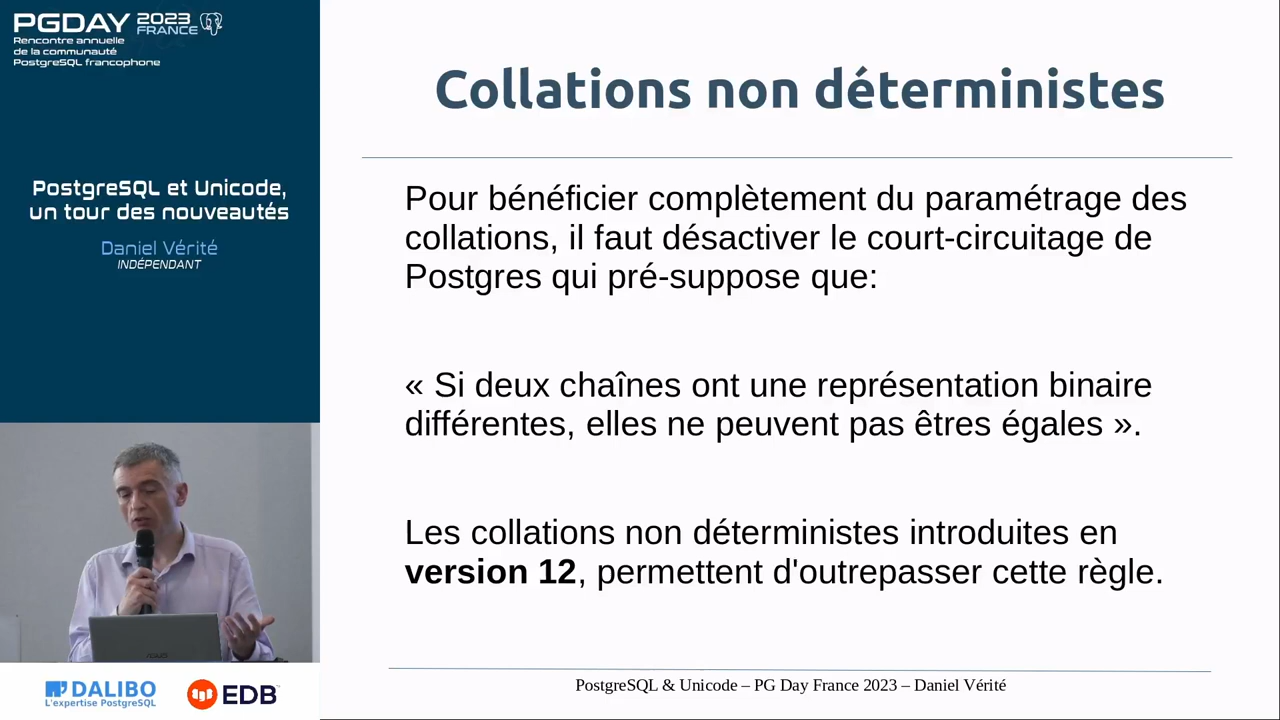 PGDAY 2023 FRANCE
Rencontre annuelle
de la communauté
PostgreSQL francophone
PostgreSQL et Unicode,
un tour des nouveautés
Daniel Vérité
INDÉPENDANT
Collations non déterministes
Pour bénéficier complètement du paramétrage des
collations, il faut désactiver le court-circuitage de
Postgres qui pré-suppose que:
« Si deux chaînes ont une représentation binaire
différentes, elles ne peuvent pas êtres égales ».
Les collations non déterministes introduites en
version 12, permettent d'outrepasser cette règle.
PostgreSQL & Unicode – PG Day France 2023 – Daniel Vérité
ASUS
DALIBO
L'expertise PostgreSQL
EDB